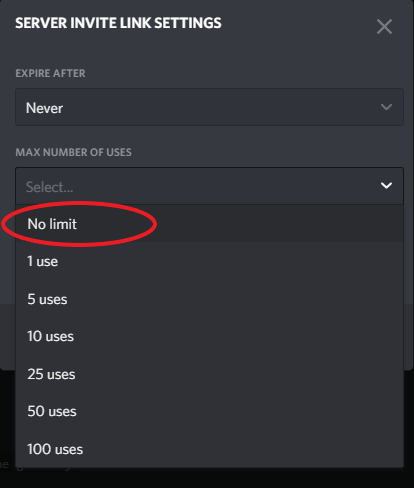 SERVER INVITE LINK SETTINGS
EXPIRE AFTER
Never
MAX NUMBER OF USES
Select...
No limit
1 use
5 uses
10 uses
25 uses
50 uses
100 uses